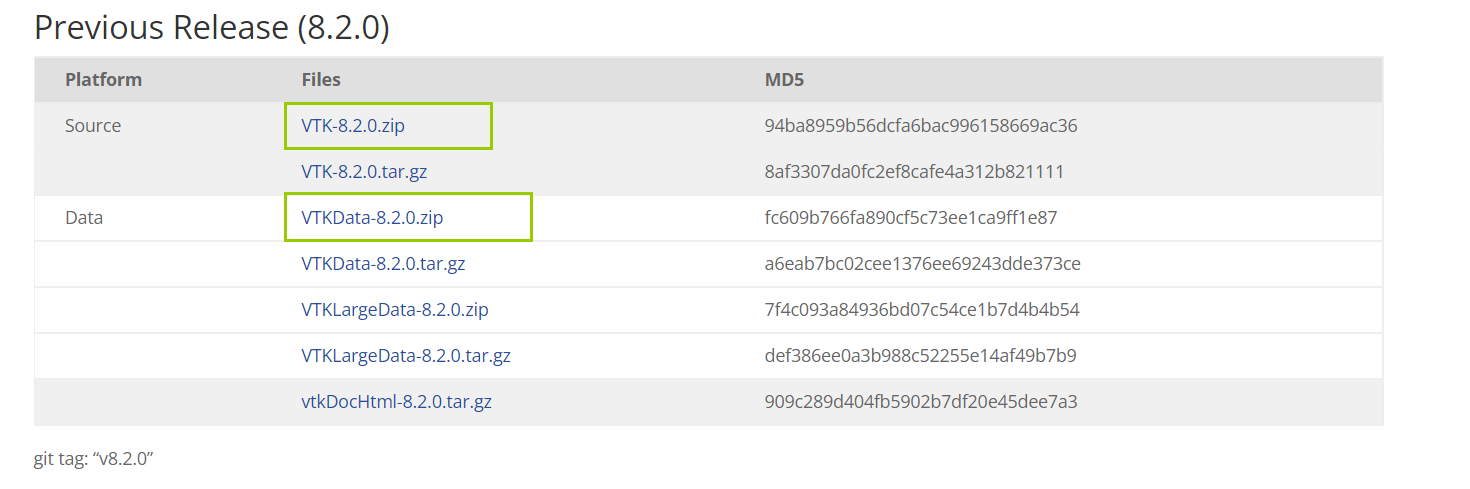 Previous Release (8.2.0)
Platform Files MD5
Source VTK-8.2.0.zip 94ba8959b56dcfa6bac996158669ac36
VTK-8.2.0.tar.gz 8af3307da0fc2ef8cafe4a312b821111
Data VTKData-8.2.0.zip fc609b766fa890cf5c73ee1ca9ff1e87
VTKData-8.2.0.tar.gz a6eab7bc02cee1376ee69243dde373ce
VTKLargeData-8.2.0.zip 7f4c093a84936bd07c54ce1b7d4b4b54
VTKLargeData-8.2.0.tar.gz def386ee0a3b988c52255e14af49b7b9
vtkDocHtml-8.2.0.tar.gz 909c289d404fb5902b7df20e45dee7a3
git tag: “v8.2.0”